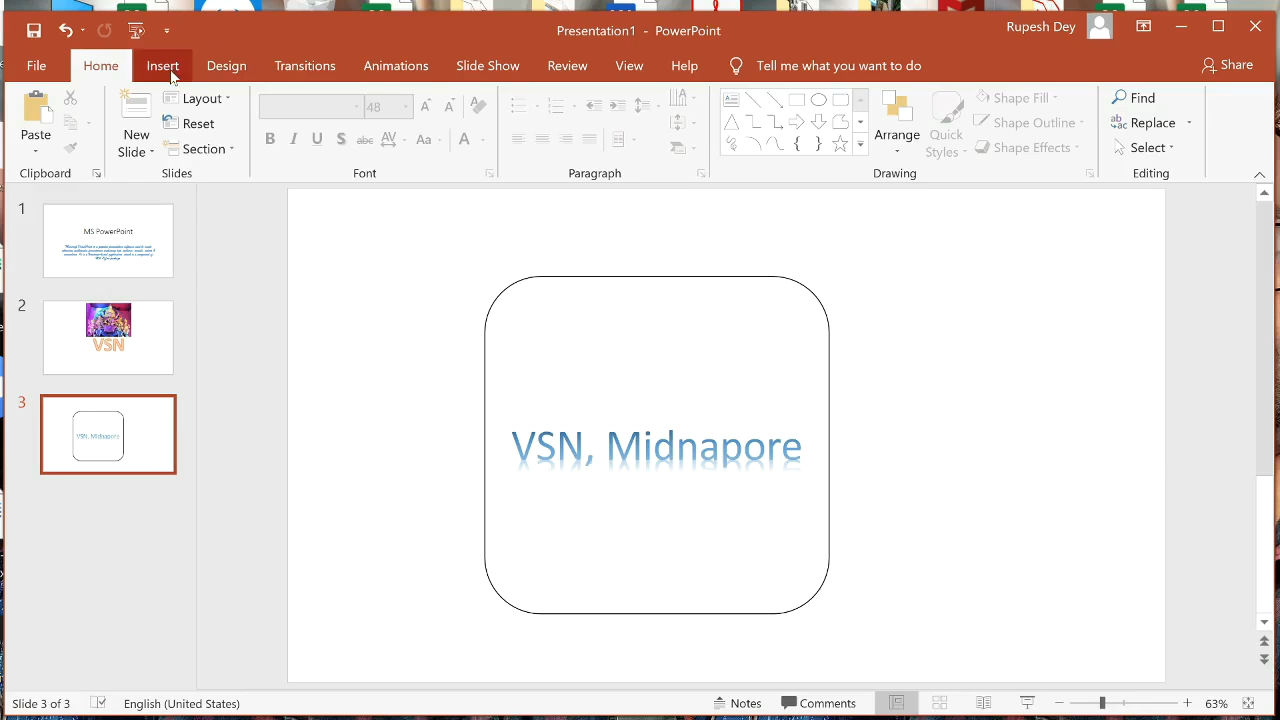 Presentation1 - PowerPoint
Rupesh Dey
File Home Insert Design Transitions Animations Slide Show Review View Help Tell me what you want to do Share
Paste
Clipboard
New Slide
Layout
Reset
Section
Slides
48
B I U S abc AV Aa A
Font
Paragraph
Arrange
Quick Styles
Shape Fill
Shape Outline
Shape Effects
Drawing
Find
Replace
Select
Editing
1
MS PowerPoint
2
VSN
3
VSN, Midnapore
VSN, Midnapore
Slide 3 of 3 English (United States) Notes Comments 63%